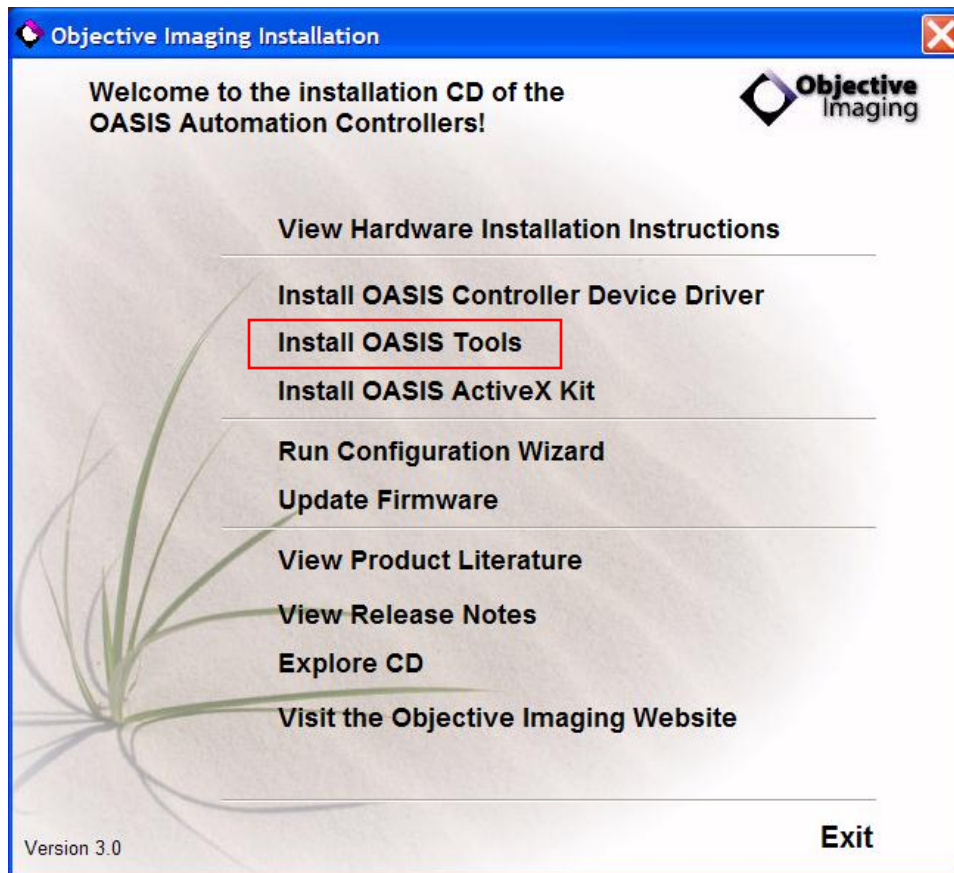 Objective Imaging Installation
Welcome to the installation CD of the
OASIS Automation Controllers!
Objective
Imaging
View Hardware Installation Instructions
Install OASIS Controller Device Driver
Install OASIS Tools
Install OASIS ActiveX Kit
Run Configuration Wizard
Update Firmware
View Product Literature
View Release Notes
Explore CD
Visit the Objective Imaging Website
Version 3.0
Exit